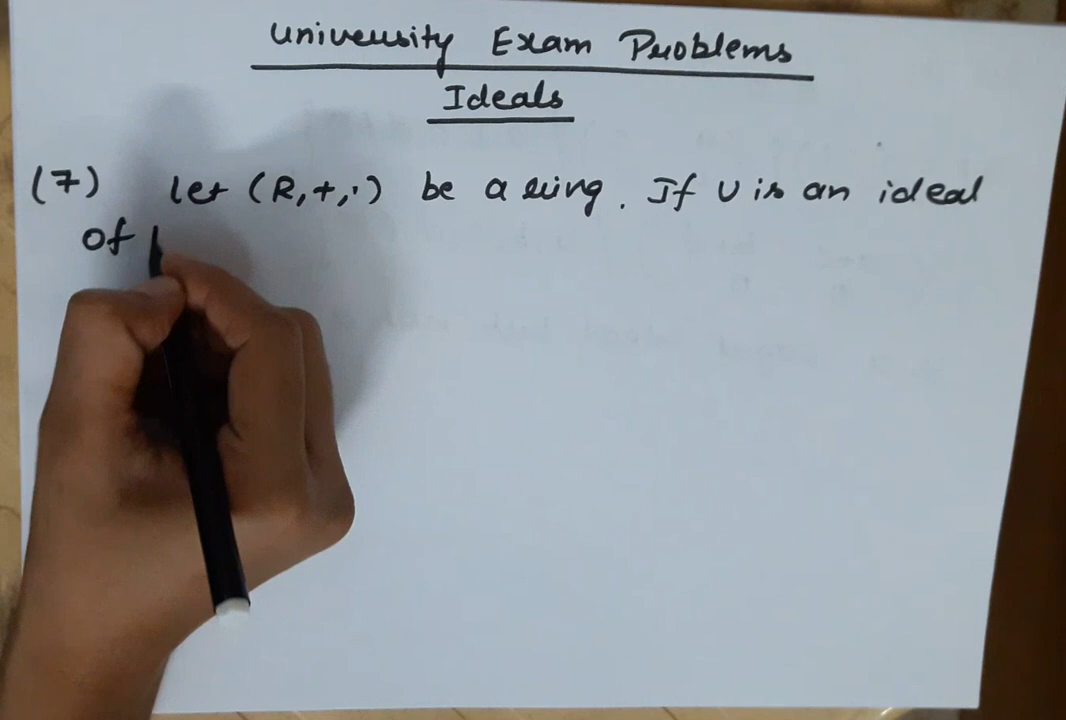 University Exam Problems
Ideals
(7) let (R,+,·) be a ring. If U is an ideal
of